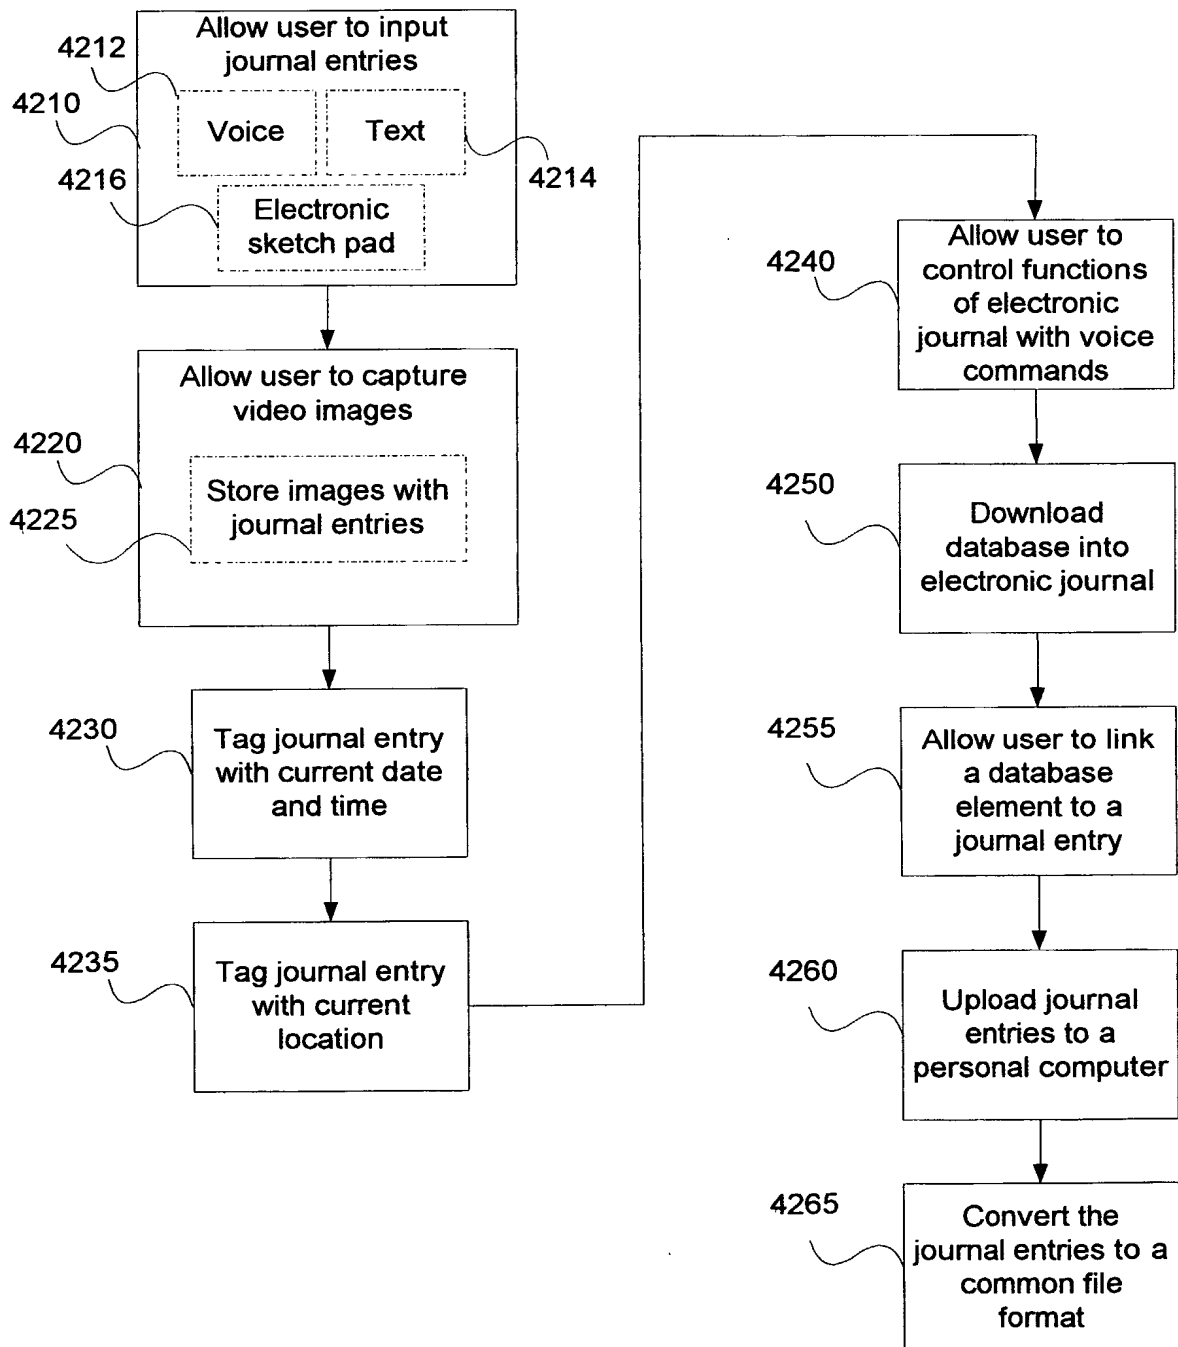 Allow user to input
journal entries
4212
4210
Voice
Text
4214
4216
Electronic
sketch pad
Allow user to capture
video images
4220
Store images with
journal entries
4225
4230
Tag journal entry
with current date
and time
4235
Tag journal entry
with current
location
4240
Allow user to
control functions
of electronic
journal with voice
commands
4250
Download
database into
electronic journal
4255
Allow user to link
a database
element to a
journal entry
4260
Upload journal
entries to a
personal computer
4265
Convert the
journal entries to a
common file
format